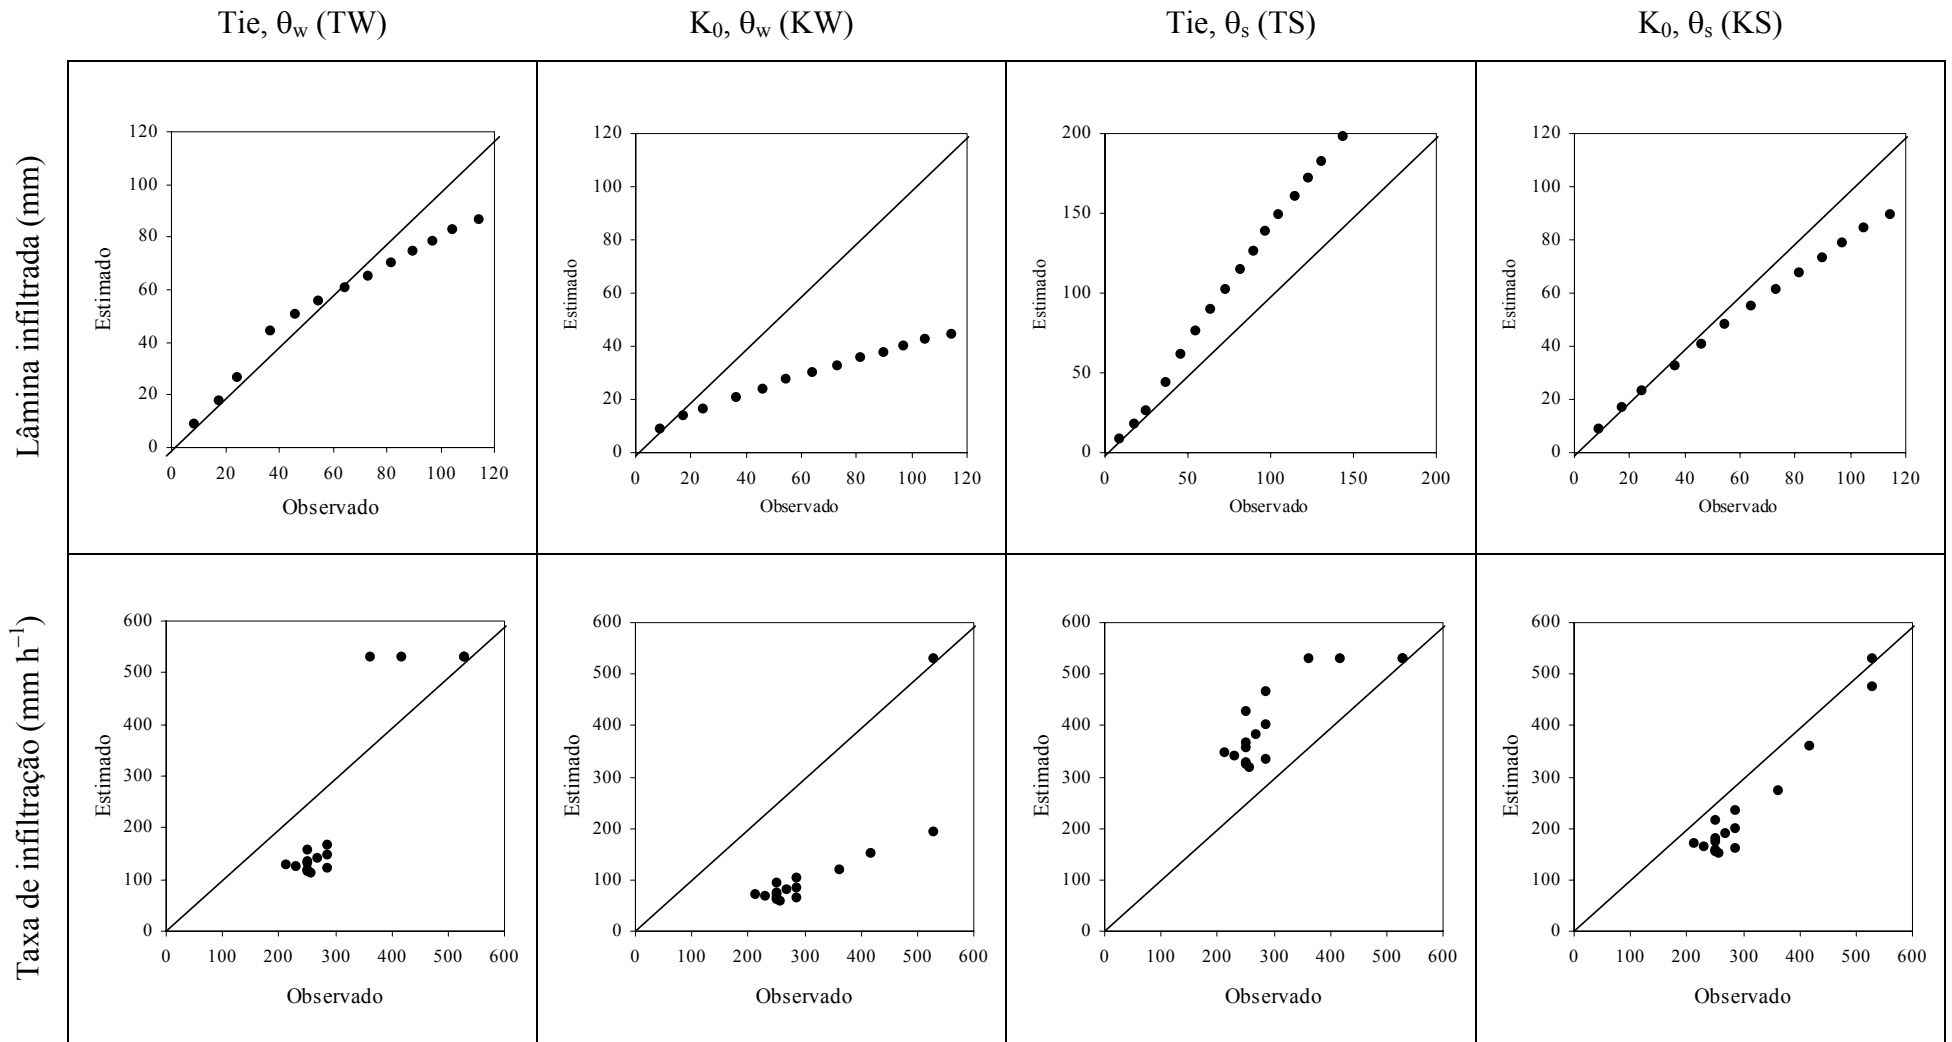 Tie, θw (TW)
K0, θw (KW)
Tie, θs (TS)
K0, θs (KS)
Lâmina infiltrada (mm)
120
100
80
60
40
20
0
0 20 40 60 80 100 120
Estimado
Observado
120
100
80
60
40
20
0
0 20 40 60 80 100 120
Estimado
Observado
200
150
100
50
0
0 50 100 150 200
Estimado
Observado
120
100
80
60
40
20
0
0 20 40 60 80 100 120
Estimado
Observado
Taxa de infiltração (mm h⁻¹)
600
500
400
300
200
100
0
0 100 200 300 400 500 600
Estimado
Observado
600
500
400
300
200
100
0
0 100 200 300 400 500 600
Estimado
Observado
600
500
400
300
200
100
0
0 100 200 300 400 500 600
Estimado
Observado
600
500
400
300
200
100
0
0 100 200 300 400 500 600
Estimado
Observado